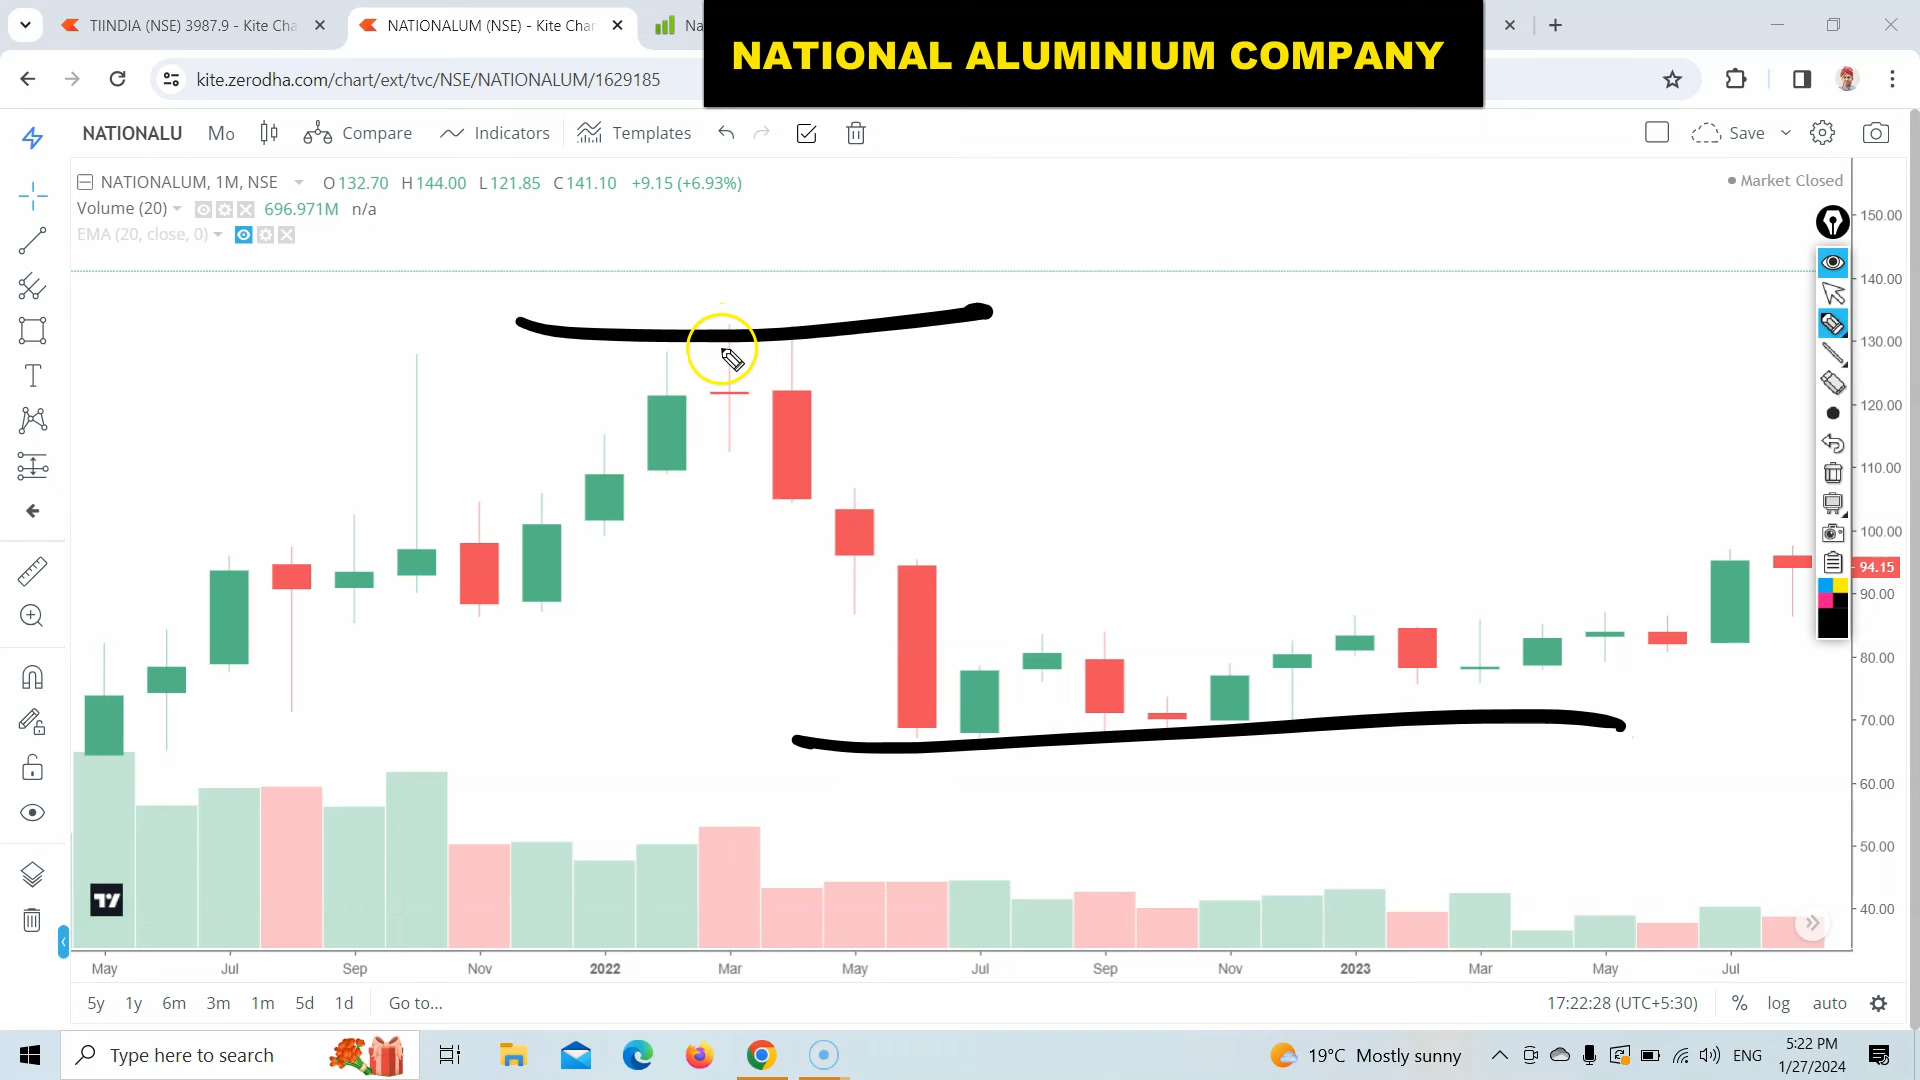 TIINDIA (NSE) 3987.9 - Kite Cha
NATIONALUM (NSE) - Kite Char
Na
NATIONAL ALUMINIUM COMPANY
kite.zerodha.com/chart/ext/tvc/NSE/NATIONALUM/1629185
NATIONALU Mo Compare Indicators Templates Save
NATIONALUM, 1M, NSE O132.70 H144.00 L121.85 C141.10 +9.15 (+6.93%)
Market Closed
Volume (20) 696.971M n/a
EMA (20, close, 0)
150.00
140.00
130.00
120.00
110.00
100.00
94.15
90.00
80.00
70.00
60.00
50.00
40.00
May Jul Sep Nov 2022 Mar May Jul Sep Nov 2023 Mar May Jul
5y 1y 6m 3m 1m 5d 1d Go to... 17:22:28 (UTC+5:30) % log auto
Type here to search 19°C Mostly sunny ENG 5:22 PM
1/27/2024